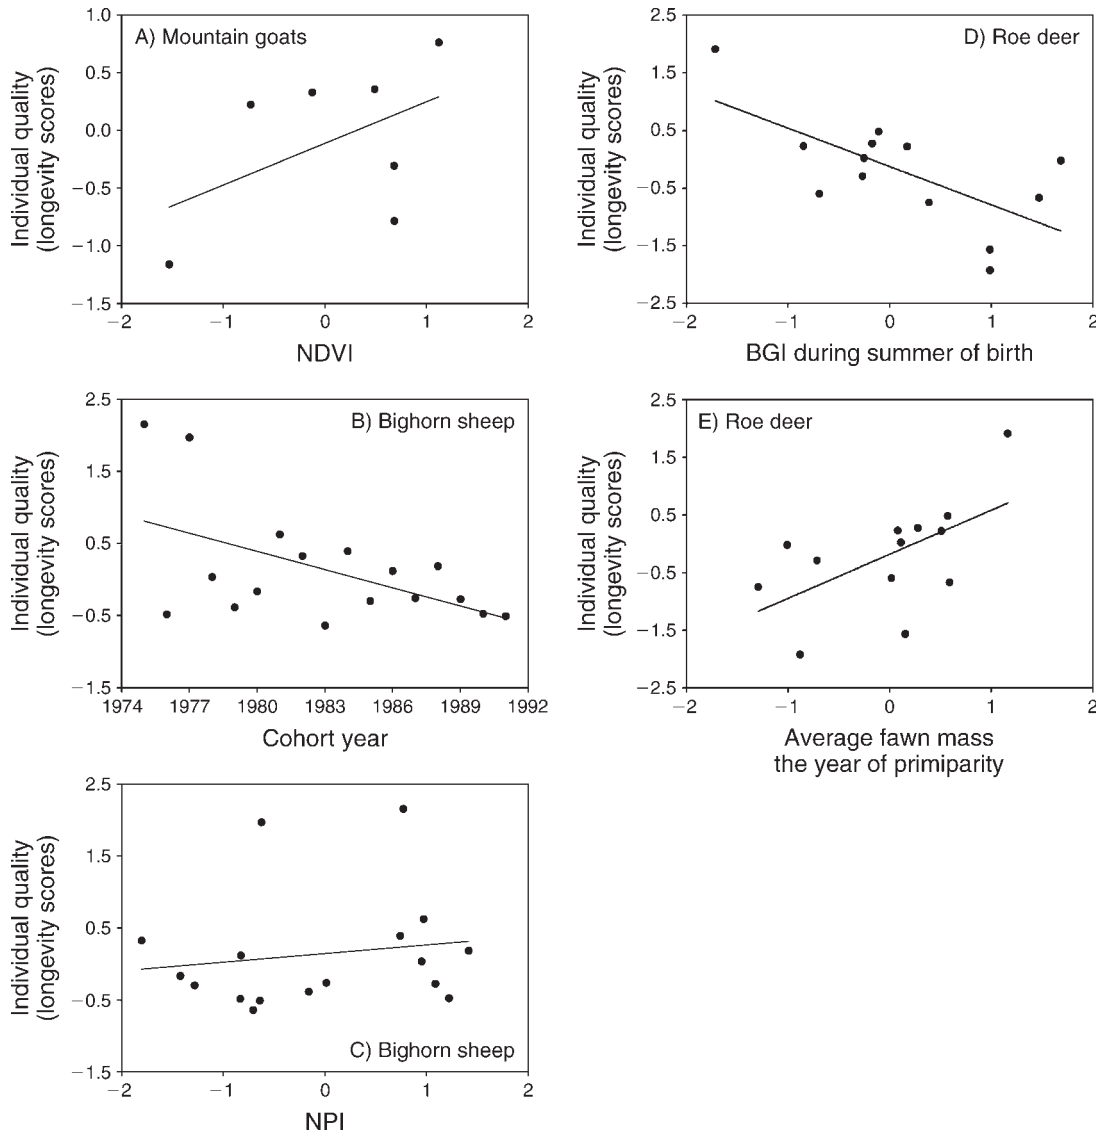 A) Mountain goats
Individual quality
(longevity scores)
1.0
0.5
0.0
−0.5
−1.0
−1.5
−2
−1
0
1
2
NDVI
B) Bighorn sheep
Individual quality
(longevity scores)
2.5
1.5
0.5
−0.5
−1.5
1974
1977
1980
1983
1986
1989
1992
Cohort year
C) Bighorn sheep
Individual quality
(longevity scores)
2.5
1.5
0.5
−0.5
−1.5
−2
−1
0
1
2
NPI
D) Roe deer
Individual quality
(longevity scores)
2.5
1.5
0.5
−0.5
−1.5
−2.5
−2
−1
0
1
2
BGI during summer of birth
E) Roe deer
Individual quality
(longevity scores)
2.5
1.5
0.5
−0.5
−1.5
−2.5
−2
−1
0
1
2
Average fawn mass
the year of primiparity